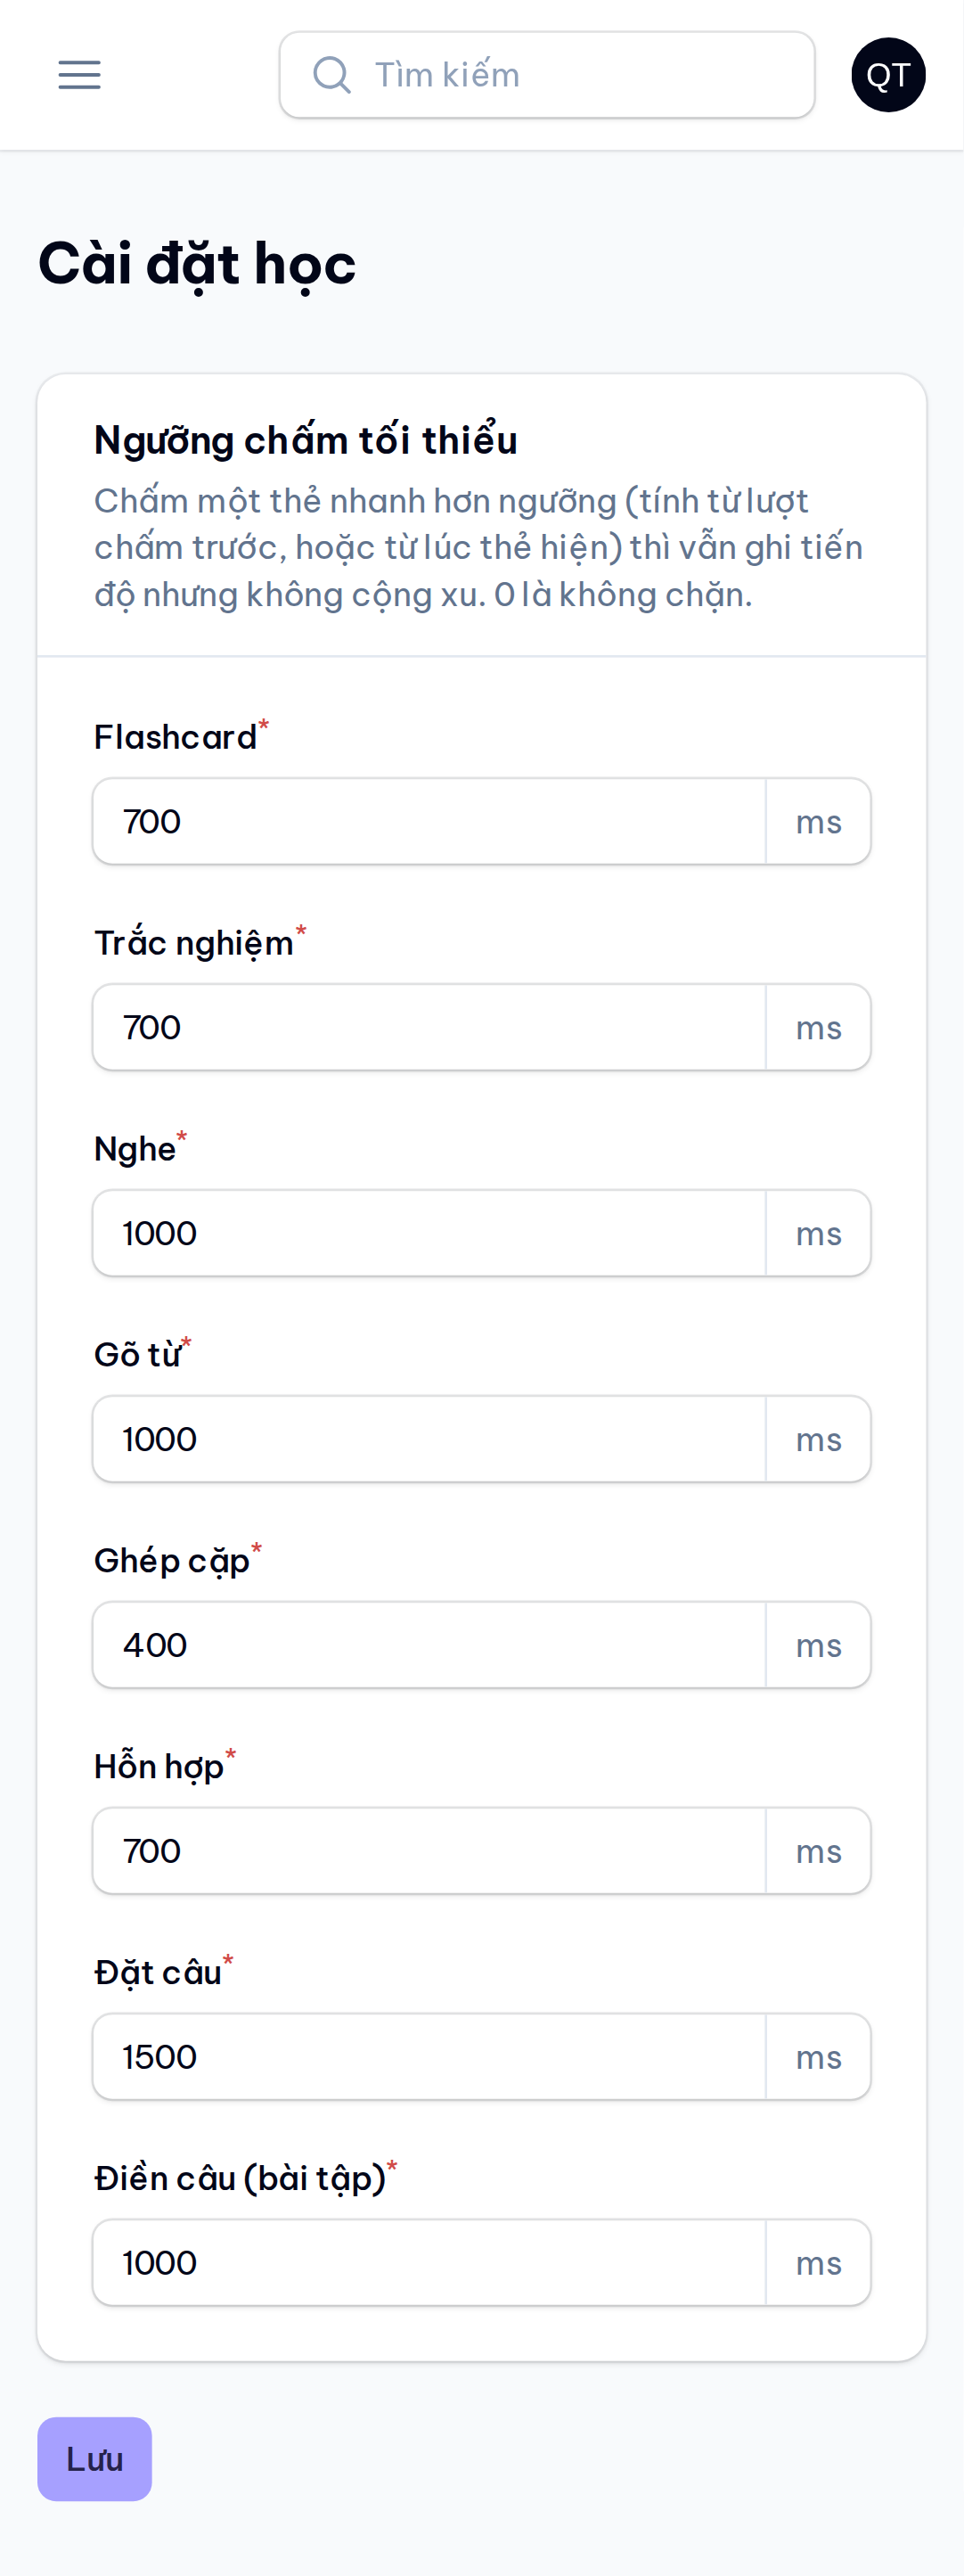 Tìm kiếm
QT
Cài đặt học
Ngưỡng chấm tối thiểu
Chấm một thẻ nhanh hơn ngưỡng (tính từ lượt
chấm trước, hoặc từ lúc thẻ hiện) thì vẫn ghi tiến
độ nhưng không cộng xu. 0 là không chặn.
Flashcard*
700 ms
Trắc nghiệm*
700 ms
Nghe*
1000 ms
Gõ từ*
1000 ms
Ghép cặp*
400 ms
Hỗn hợp*
700 ms
Đặt câu*
1500 ms
Điền câu (bài tập)*
1000 ms
Lưu